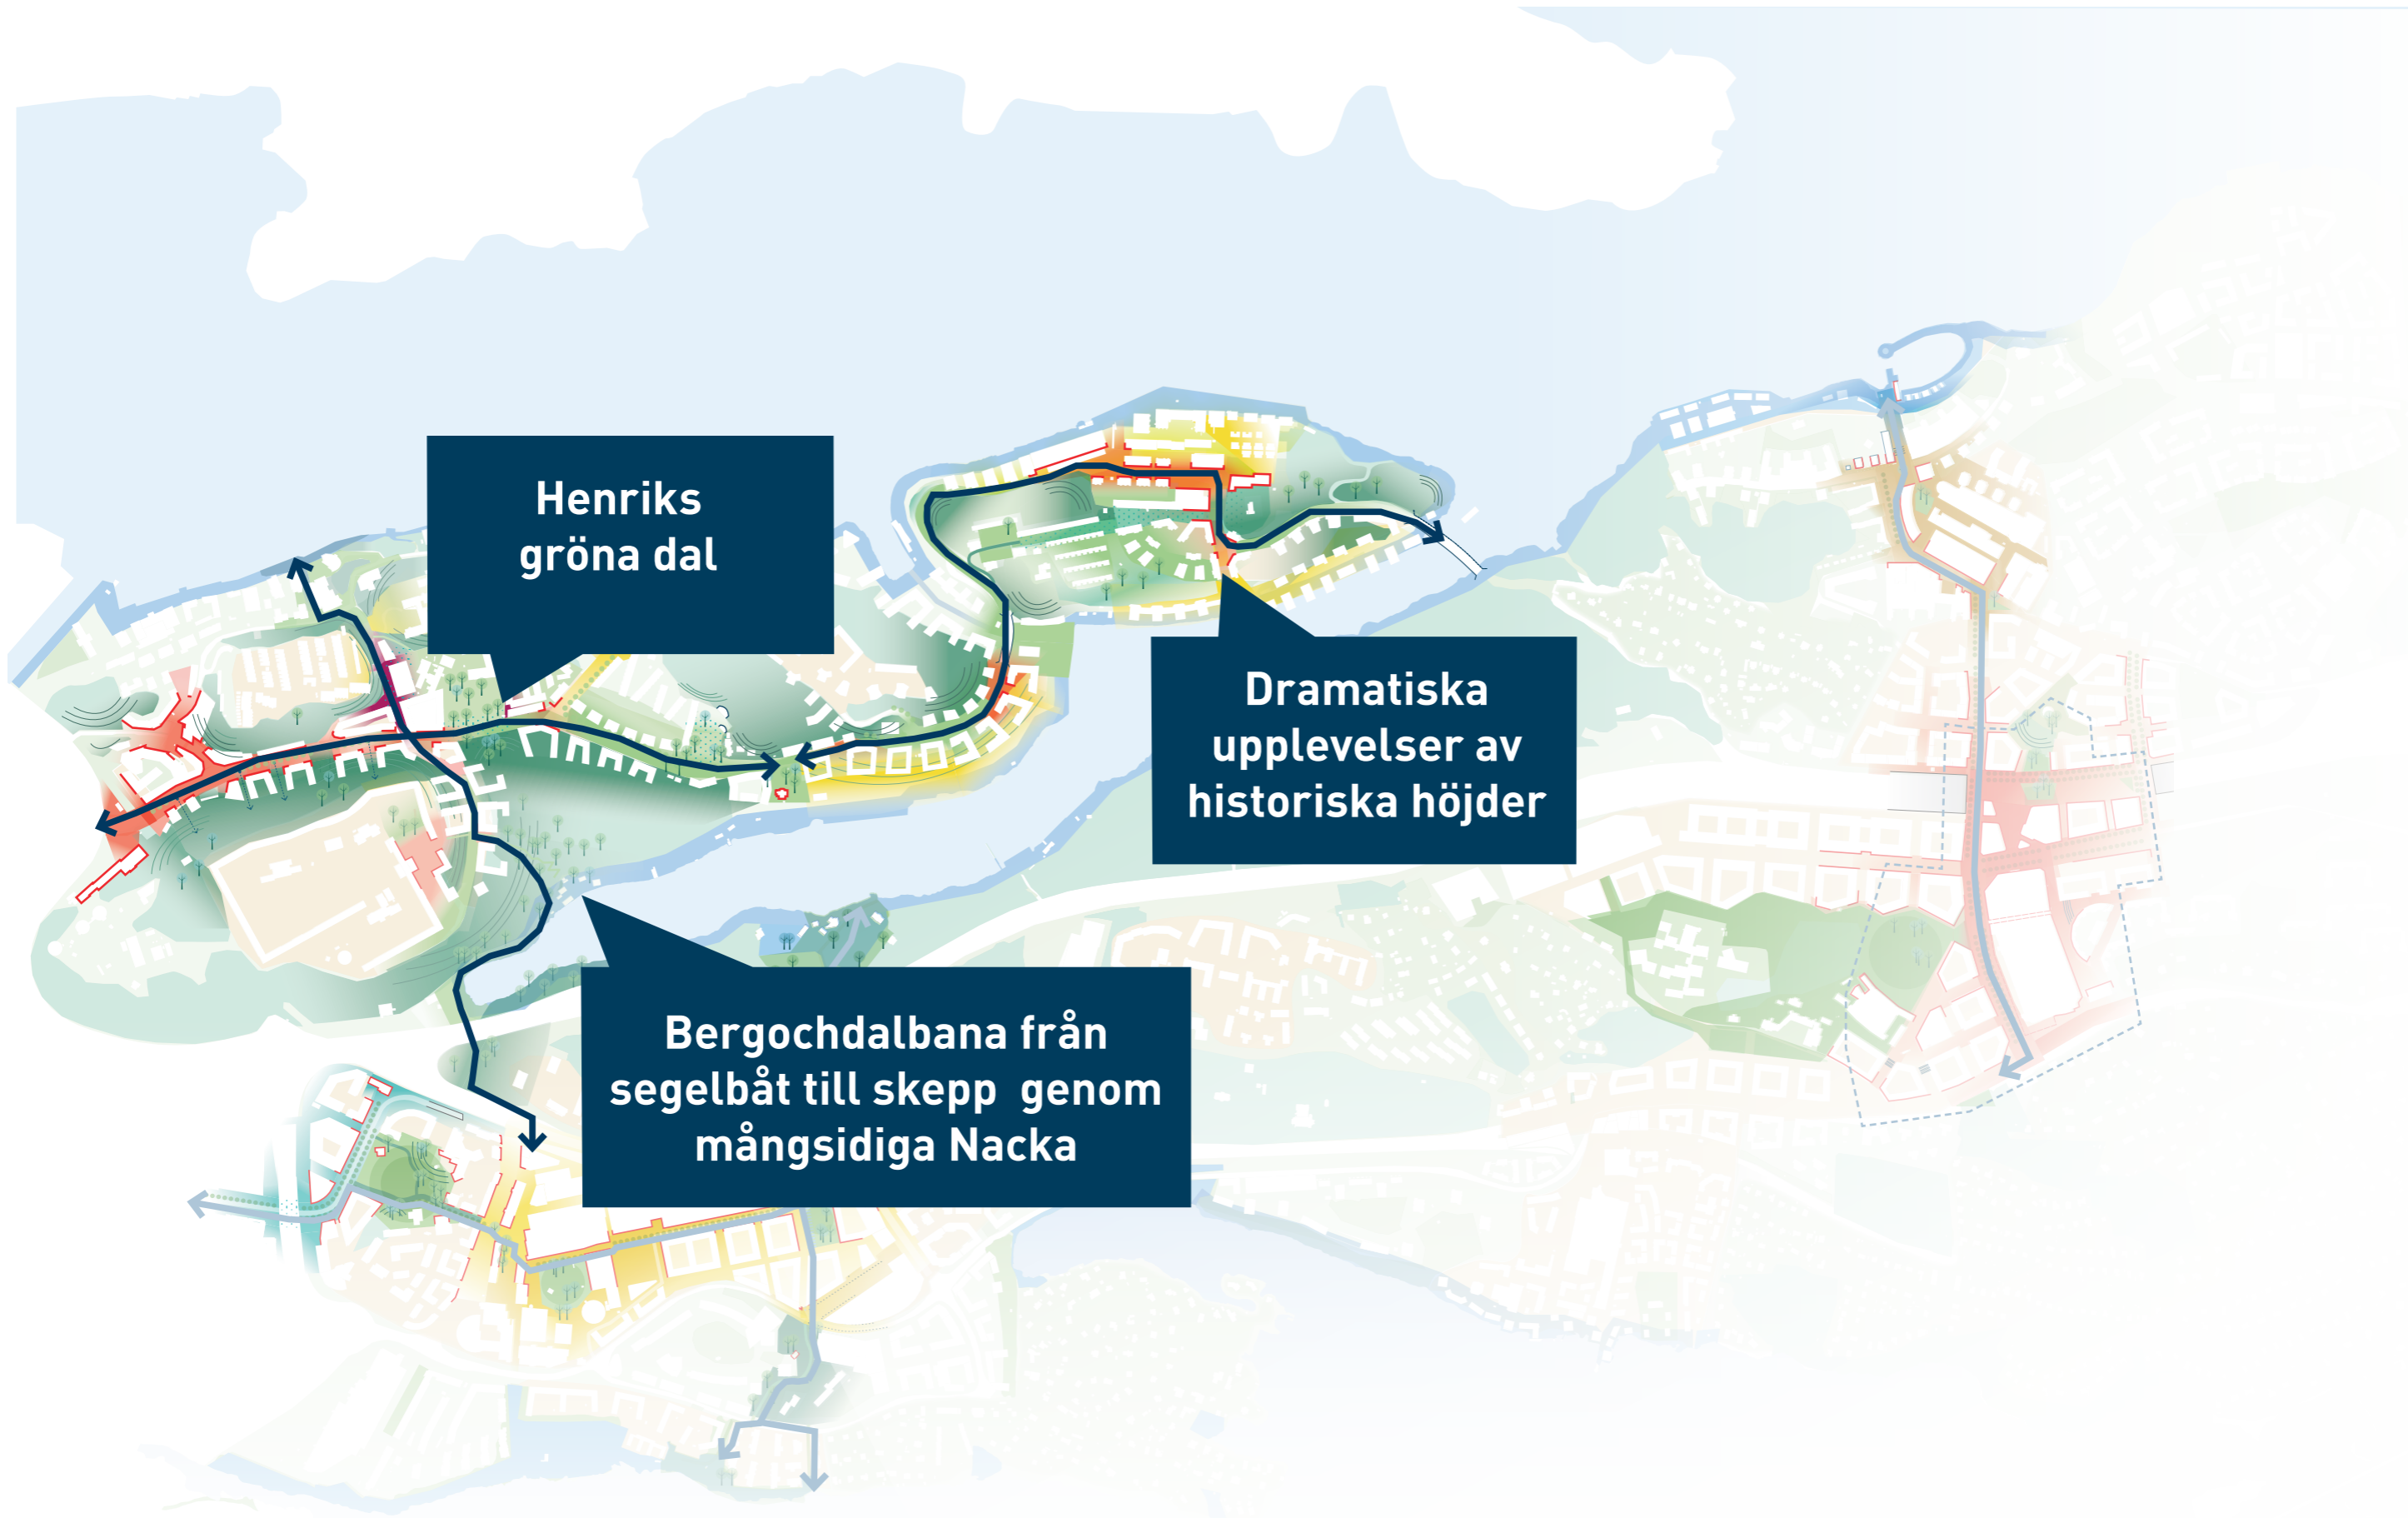 Henriks
gröna dal
Dramatiska
upplevelser av
historiska höjder
Bergochdalbana från
segelbåt till skepp  genom
mångsidiga Nacka